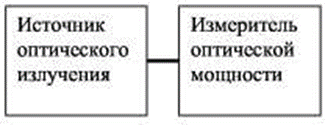 Источник
оптического
излучения
Измеритель
оптической
мощности